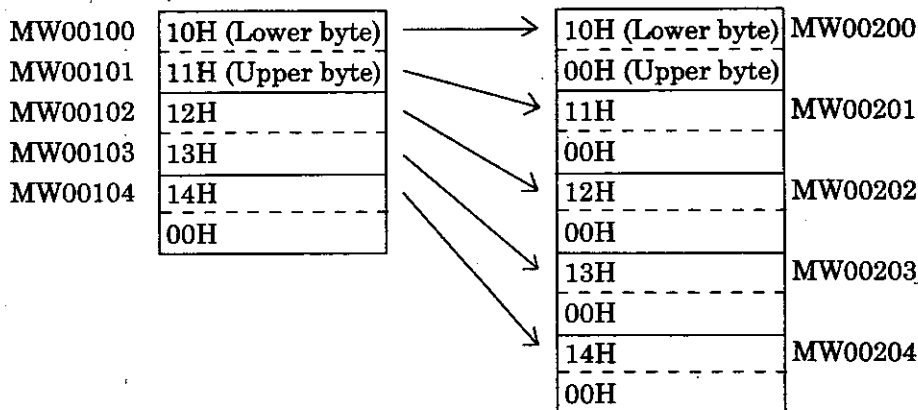 MW00100 10H (Lower byte) 10H (Lower byte) MW00200
MW00101 11H (Upper byte) 00H (Upper byte)
MW00102 12H 11H MW00201
MW00103 13H 00H
MW00104 14H 12H MW00202
00H 00H
13H MW00203
00H
14H MW00204
00H